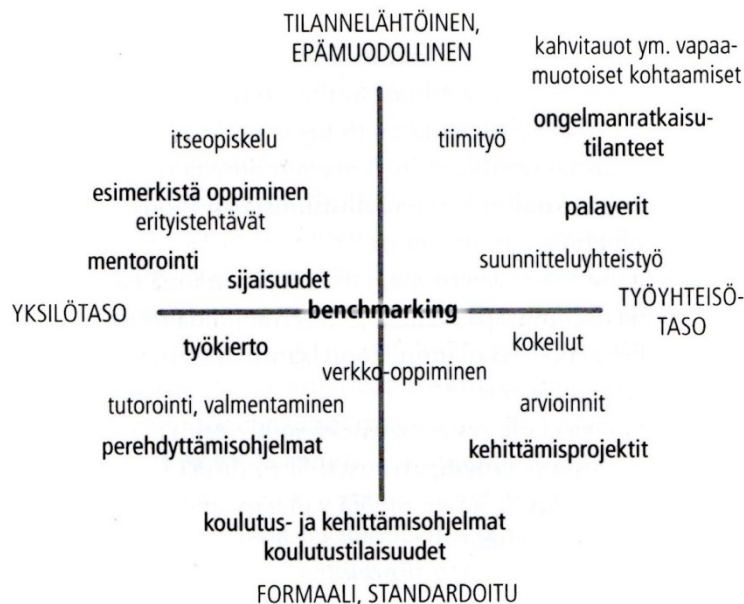 TILANNELÄHTÖINEN,
EPÄMUODOLLINEN
kahvitauot ym. vapaa-
muotoiset kohtaamiset
itseopiskelu
tiimityö
ongelmanratkaisu-
tilanteet
esimerkistä oppiminen
erityistehtävät
palaverit
mentorointi
suunnitteluyhteistyö
sijaisuudet
YKSILÖTASO
benchmarking
TYÖYHTEISÖ-
TASO
työkierto
kokeilut
verkko-oppiminen
tutorointi, valmentaminen
arvioinnit
perehdyttämisohjelmat
kehittämisprojektit
koulutus- ja kehittämisohjelmat
koulutustilaisuudet
FORMAALI, STANDARDOITU